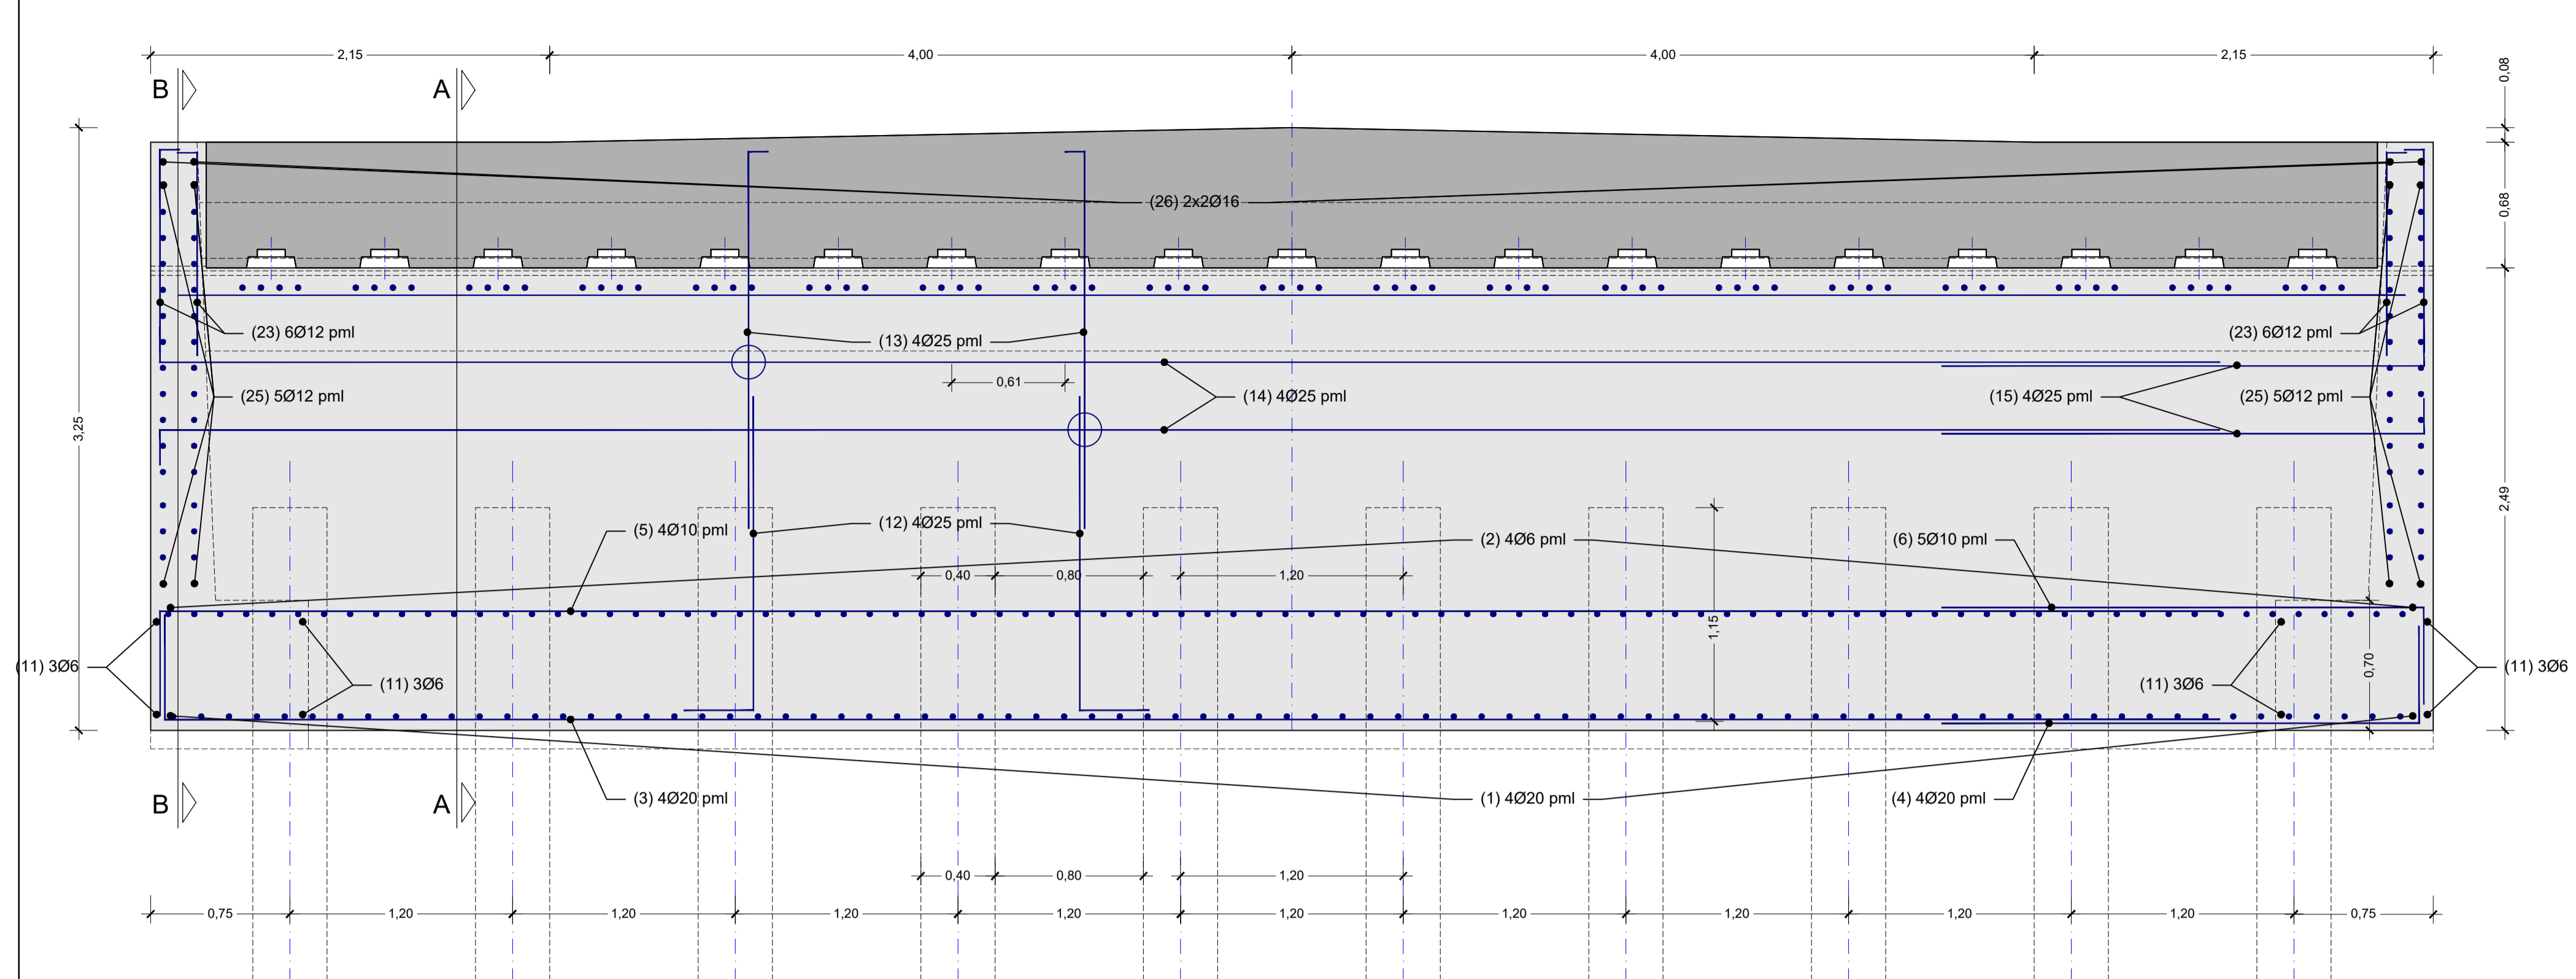 2,15 4,00 4,00 2,15
0,08
B A
(26) 2x2Ø16
0,68
(23) 6Ø12 pml (13) 4Ø25 pml (23) 6Ø12 pml
0,61
(25) 5Ø12 pml (14) 4Ø25 pml (15) 4Ø25 pml (25) 5Ø12 pml
3,25
2,49
(5) 4Ø10 pml (12) 4Ø25 pml (2) 4Ø6 pml (6) 5Ø10 pml
0,40 0,80 1,20
1,15
0,70
(11) 3Ø6 (11) 3Ø6
(11) 3Ø6 (11) 3Ø6
B A (3) 4Ø20 pml (1) 4Ø20 pml (4) 4Ø20 pml
0,40 0,80 1,20
0,75 1,20 1,20 1,20 1,20 1,20 1,20 1,20 1,20 1,20 0,75